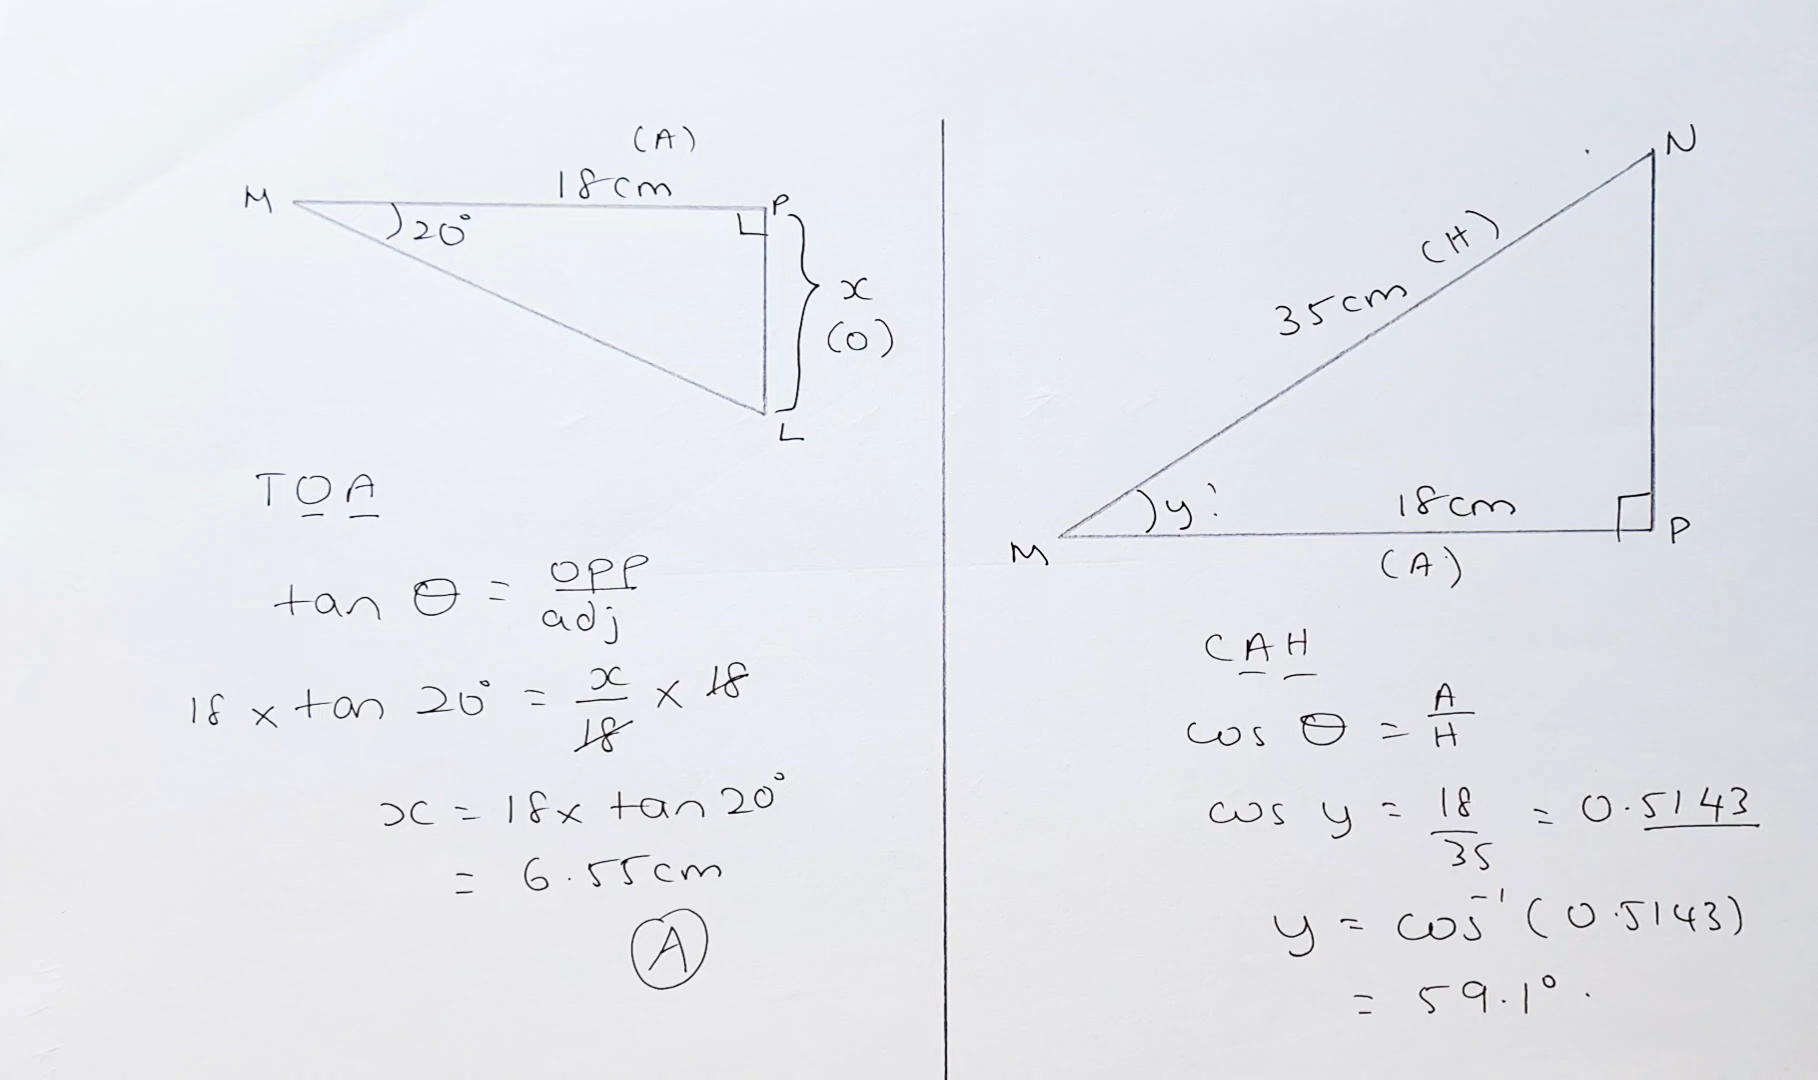 (A)
18cm
M
P
20°
x
(O)
L
TOA
tan θ = opp/adj
18 x tan 20° = x/18 x 18
x = 18 x tan 20°
= 6.55cm
A
N
(H)
35cm
y?
18cm
M
P
(A)
CAH
cos θ = A/H
cos y = 18/35 = 0.5143
y = cos⁻¹ (0.5143)
= 59.1°.